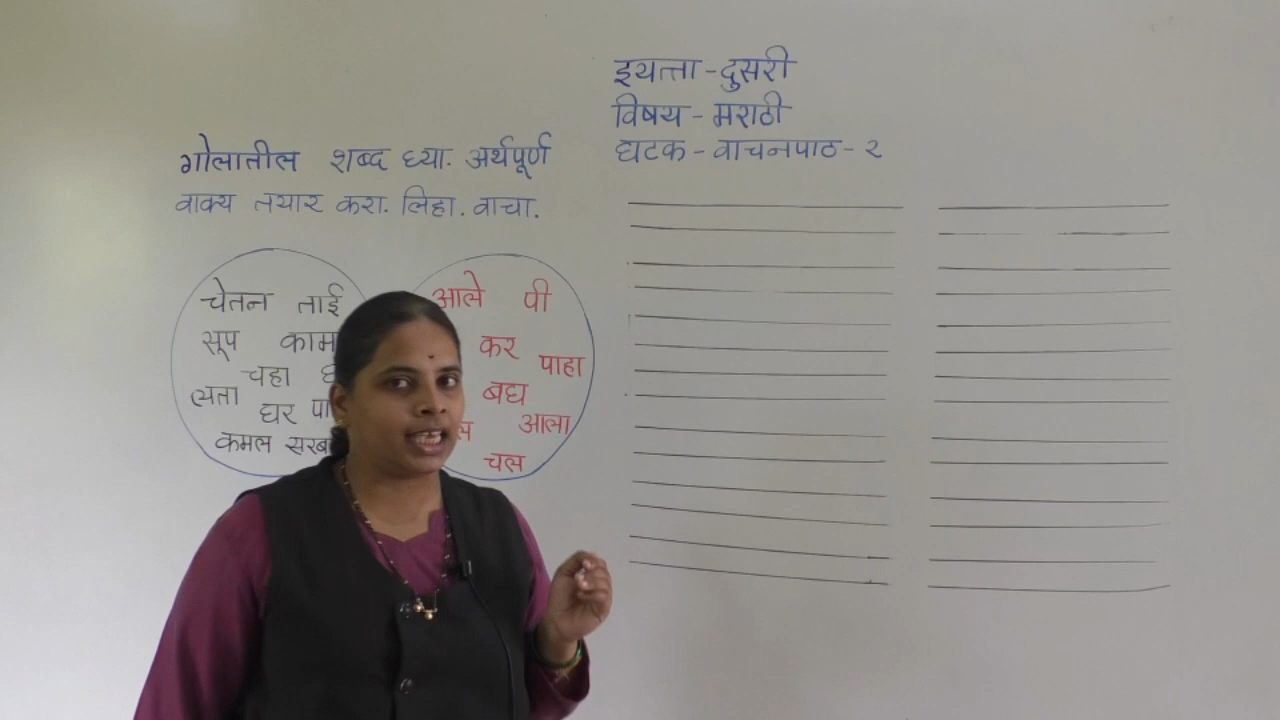 इयत्ता - दुसरी
विषय - मराठी
घटक - वाचनपाठ - २
गोलातील शब्द घ्या. अर्थपूर्ण
वाक्य तयार करा. लिहा. वाचा.
चेतन ताई
सूप
चहा
लता
घर
कमल
आले पी
कर
पाहा
बघ
आला
चल